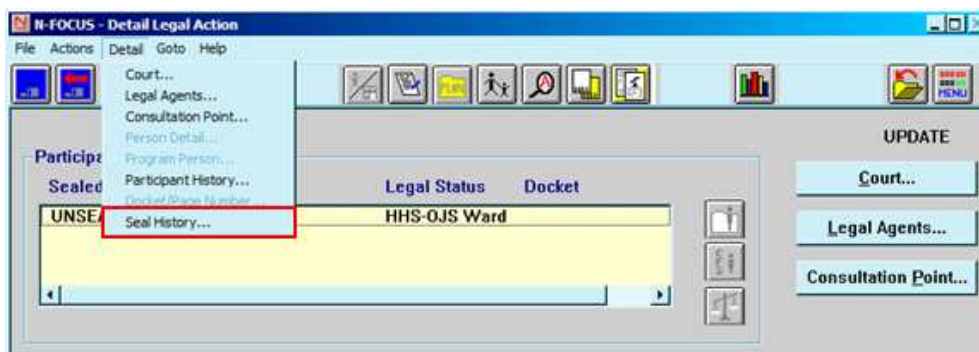 N-FOCUS - Detail Legal Action
File Actions Detail Goto Help
Court...
Legal Agents...
Consultation Point...
Person Detail...
Program Person...
Participant History...
Docket/Page Number...
Seal History...
MENU
UPDATE
Participa
Sealed Legal Status Docket
UNSEA HHS-OJS Ward
Court...
Legal Agents...
Consultation Point...